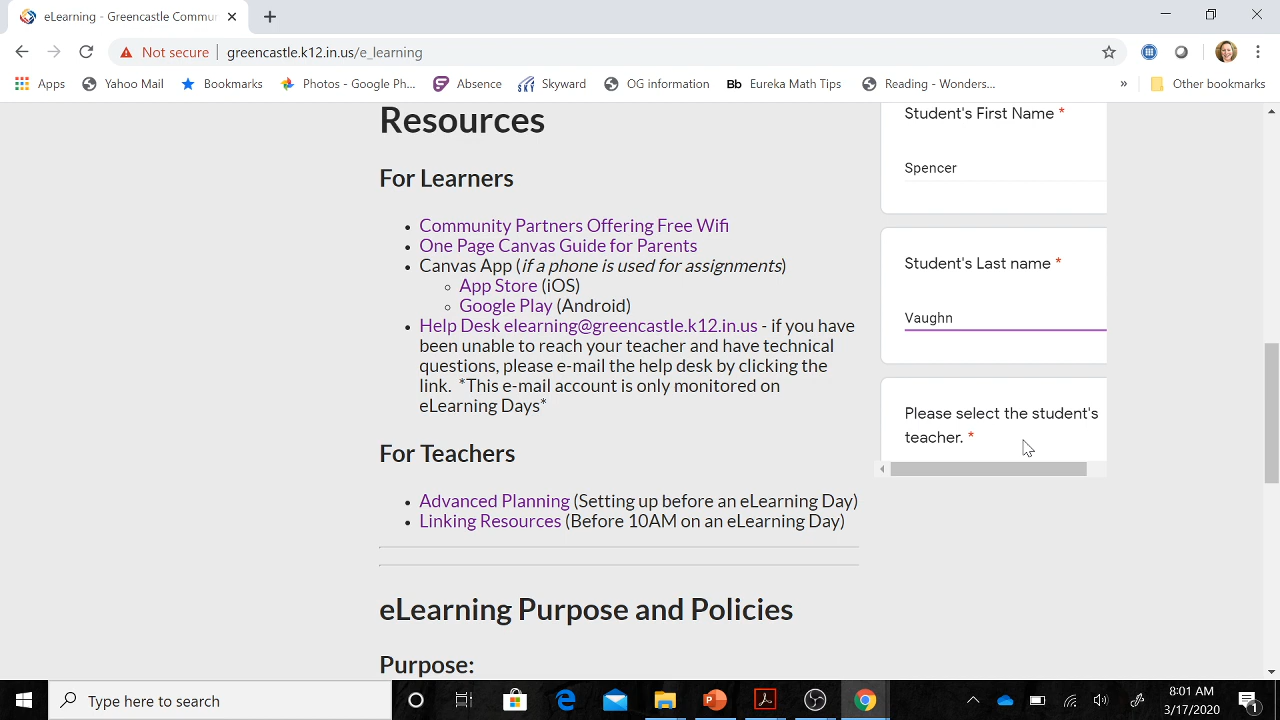 eLearning - Greencastle Commun
Not secure
greencastle.k12.in.us/e_learning
Apps
Yahoo Mail
Bookmarks
Photos - Google Ph...
Absence
Skyward
OG information
Bb Eureka Math Tips
Reading - Wonders...
»
Other bookmarks
Resources
For Learners
• Community Partners Offering Free Wifi
• One Page Canvas Guide for Parents
• Canvas App (if a phone is used for assignments)
◦ App Store (iOS)
◦ Google Play (Android)
• Help Desk elearning@greencastle.k12.in.us - if you have
been unable to reach your teacher and have technical
questions, please e-mail the help desk by clicking the
link. *This e-mail account is only monitored on
eLearning Days*
For Teachers
• Advanced Planning (Setting up before an eLearning Day)
• Linking Resources (Before 10AM on an eLearning Day)
eLearning Purpose and Policies
Purpose:
Student's First Name *
Spencer
Student's Last name *
Vaughn
Please select the student's
teacher. *
Type here to search
8:01 AM
3/17/2020
1